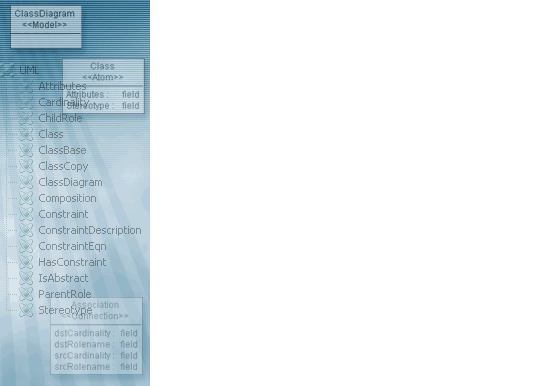 ClassDiagram
<<Model>>
UML
Class
<<Atom>>
Attributes
Attributes : field
Cardinality
Stereotype : field
ChildRole
Class
ClassBase
ClassCopy
ClassDiagram
Composition
Constraint
ConstraintDescription
ConstraintEqn
HasConstraint
IsAbstract
ParentRole
Association
Stereotype
<<Connection>>
dstCardinality : field
dstRolename : field
srcCardinality : field
srcRolename : field